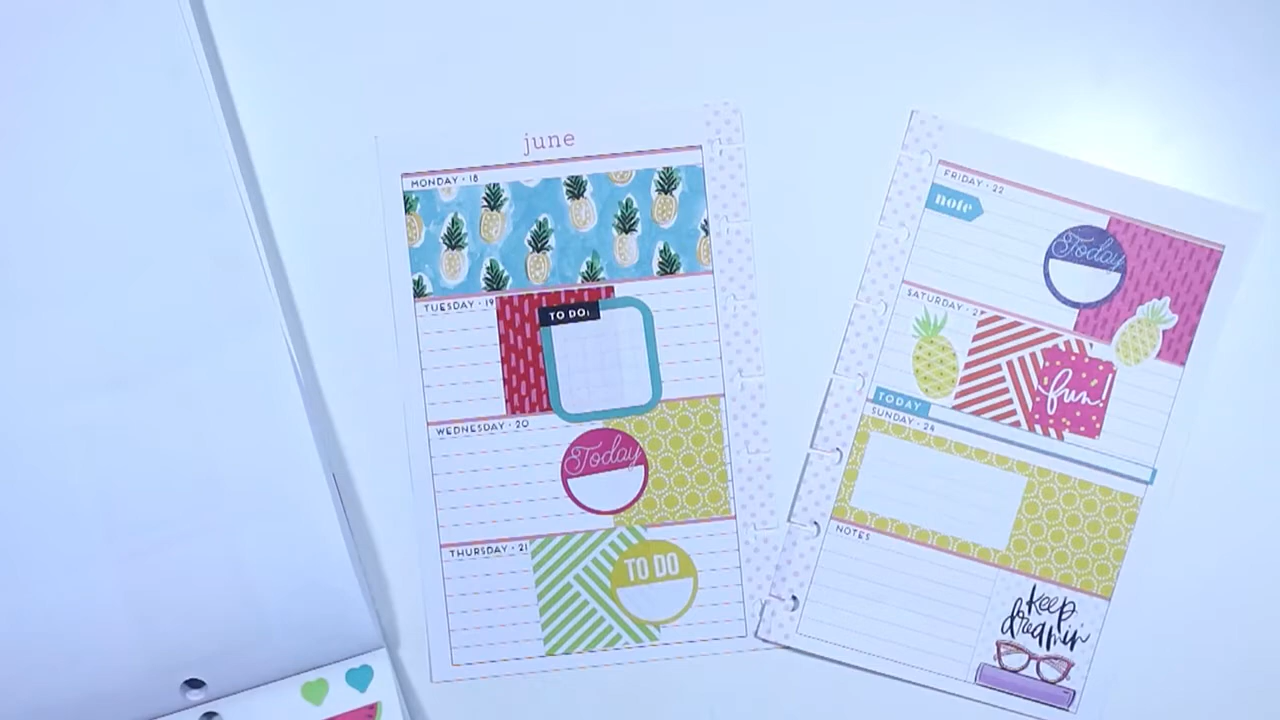 june
MONDAY • 18
TUESDAY • 19
TO DO:
WEDNESDAY • 20
Today
THURSDAY • 21
TO DO
FRIDAY • 22
note
Today
SATURDAY • 2
fun!
TODAY
SUNDAY • 24
NOTES
keep
dreamin'